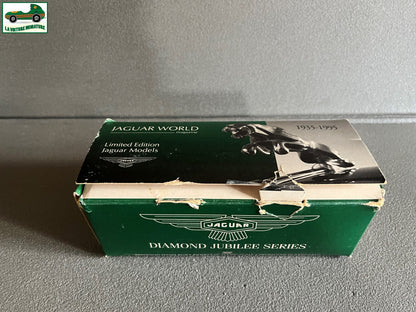 LA VOITURE MINIATURE
JAGUAR WORLD
1935-1995
Limited Edition
Jaguar Models
JAGUAR
DIAMOND JUBILEE SERIES